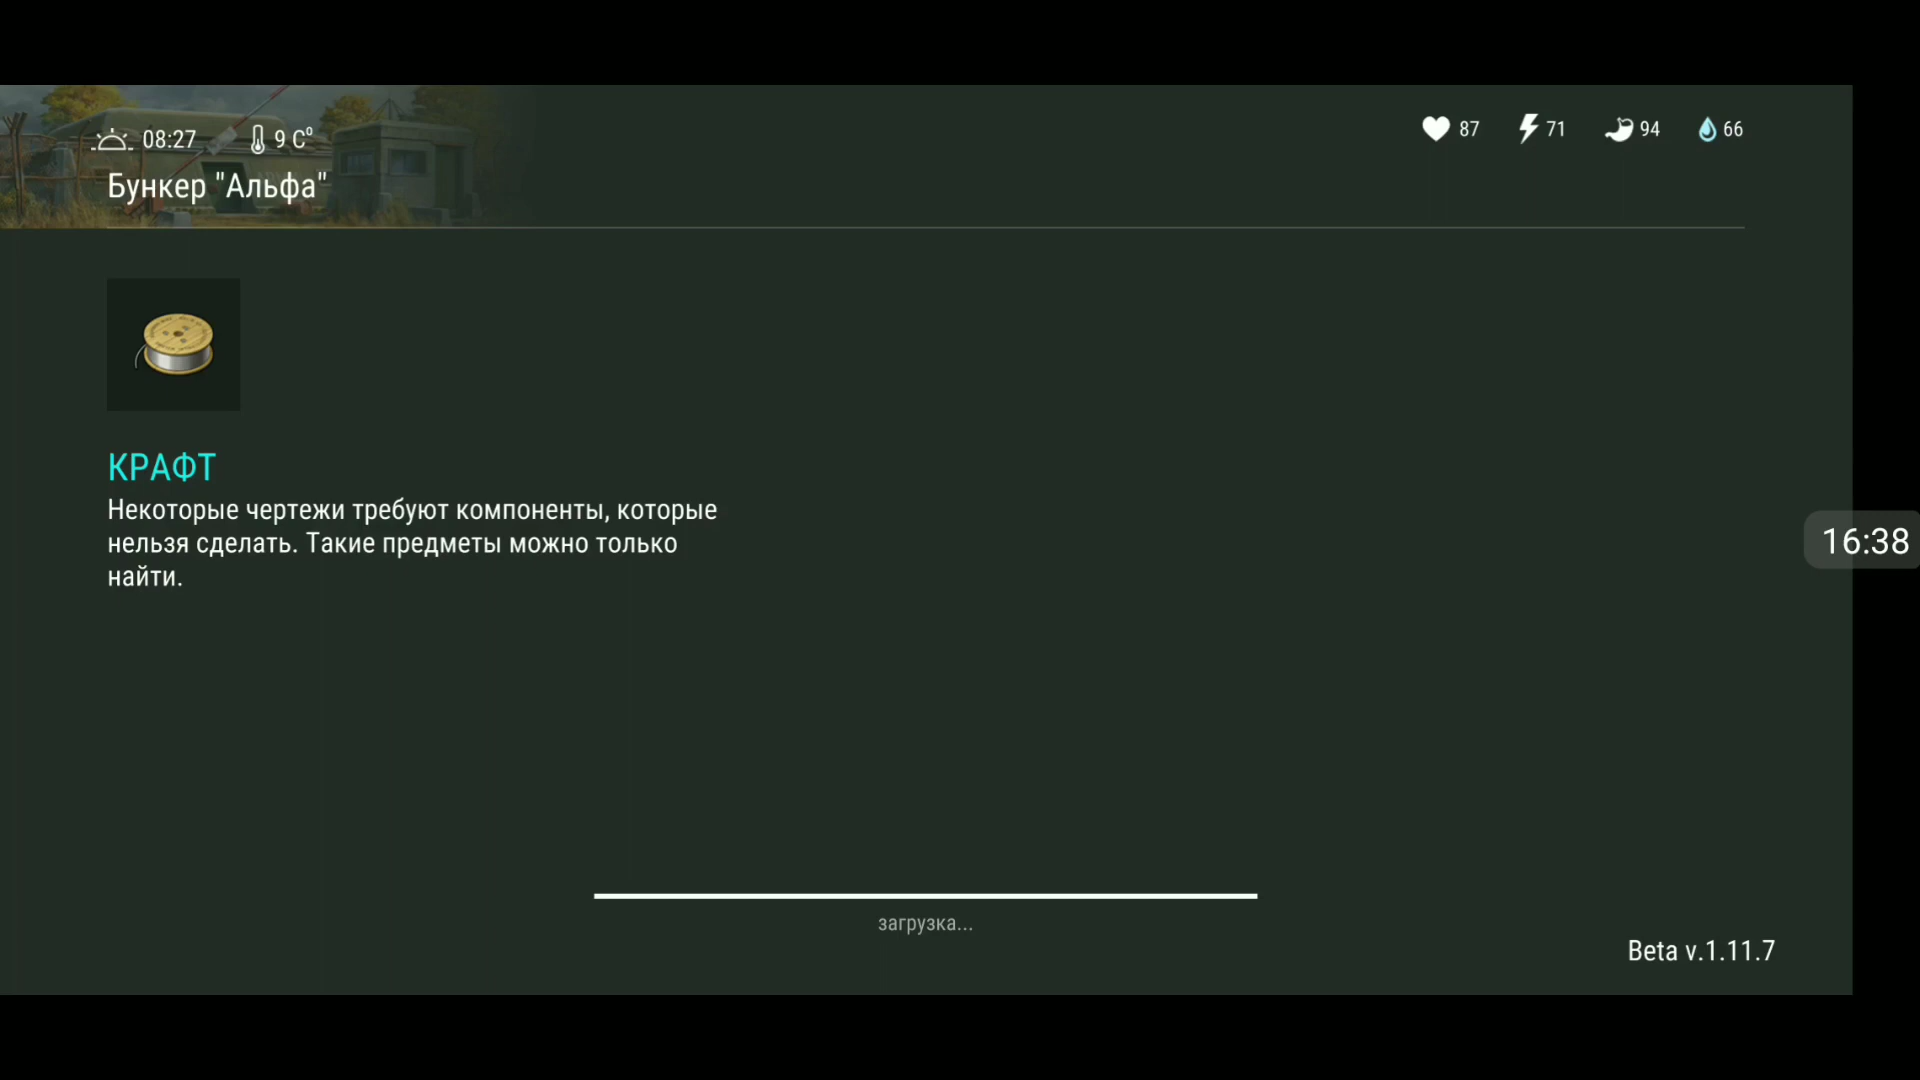 08:27 9 C⁰
87 71 94 66
Бункер "Альфа"
КРАФТ
Некоторые чертежи требуют компоненты, которые
нельзя сделать. Такие предметы можно только
найти.
16:38
загрузка...
Beta v.1.11.7